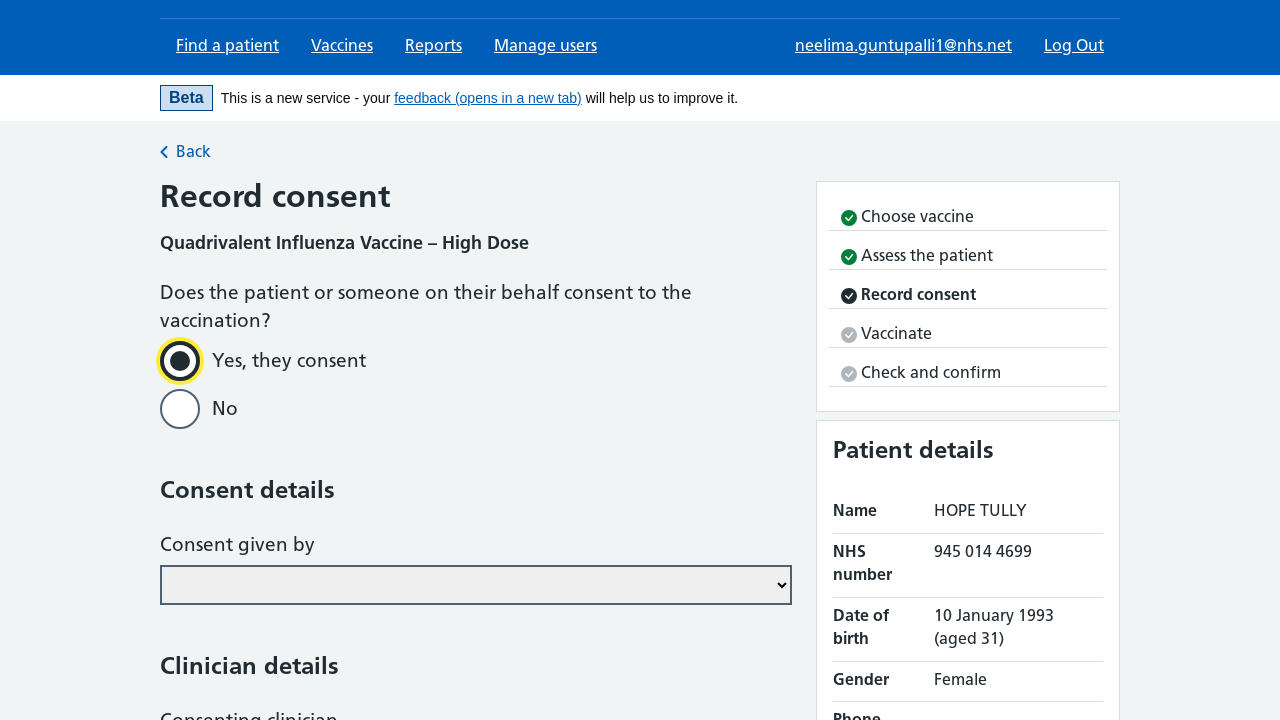 Find a patient
Vaccines
Reports
Manage users
neelima.guntupalli1@nhs.net
Log Out
Beta
This is a new service - your feedback (opens in a new tab) will help us to improve it.
Back
Record consent
Quadrivalent Influenza Vaccine – High Dose
Does the patient or someone on their behalf consent to the
vaccination?
Yes, they consent
No
Consent details
Consent given by
Clinician details
Consenting clinician
Choose vaccine
Assess the patient
Record consent
Vaccinate
Check and confirm
Patient details
Name HOPE TULLY
NHS 945 014 4699
number
Date of 10 January 1993
birth (aged 31)
Gender Female
Phone